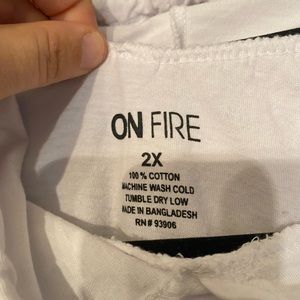 ON FIRE
2X
100 % COTTON
MACHINE WASH COLD
TUMBLE DRY LOW
MADE IN BANGLADESH
RN# 93906